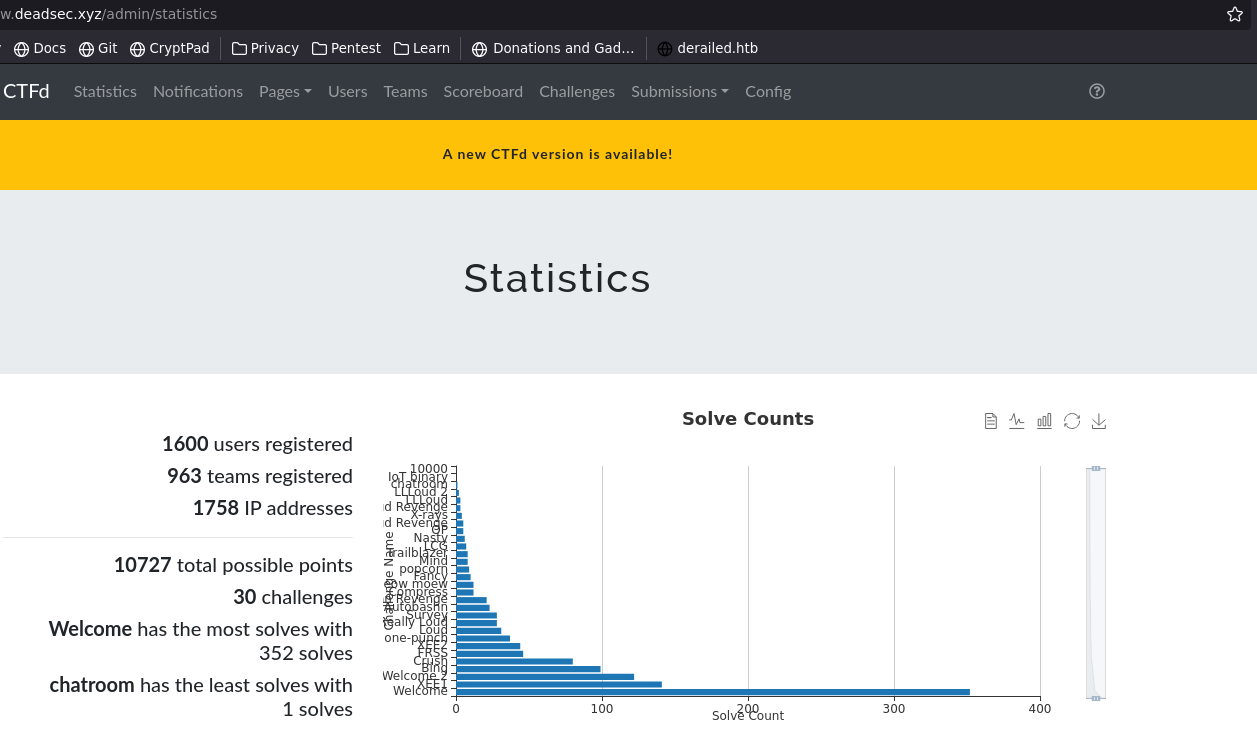 w.deadsec.xyz/admin/statistics
Docs Git CryptPad Privacy Pentest Learn Donations and Gad... derailed.htb
CTFd Statistics Notifications Pages Users Teams Scoreboard Challenges Submissions Config
A new CTFd version is available!
Statistics
1600 users registered
963 teams registered
1758 IP addresses
10727 total possible points
30 challenges
Welcome has the most solves with
352 solves
chatroom has the least solves with
1 solves
Solve Counts
10000
IoT binary
chatroom
LLLoud 2
LLLoud
d Revenge
X-rays
d Revenge
QP
Nasty
LCG
Trailblazer
Mind
popcorn
Fancy
ow moew
Compress
Revenge
Autobashn
Survey
ally Loud
Loud
one-punch
XEE2
FRSS
Crush
Bing
Welcome 2
XEE1
Welcome
Challenge Name
0 100 200 300 400
Solve Count